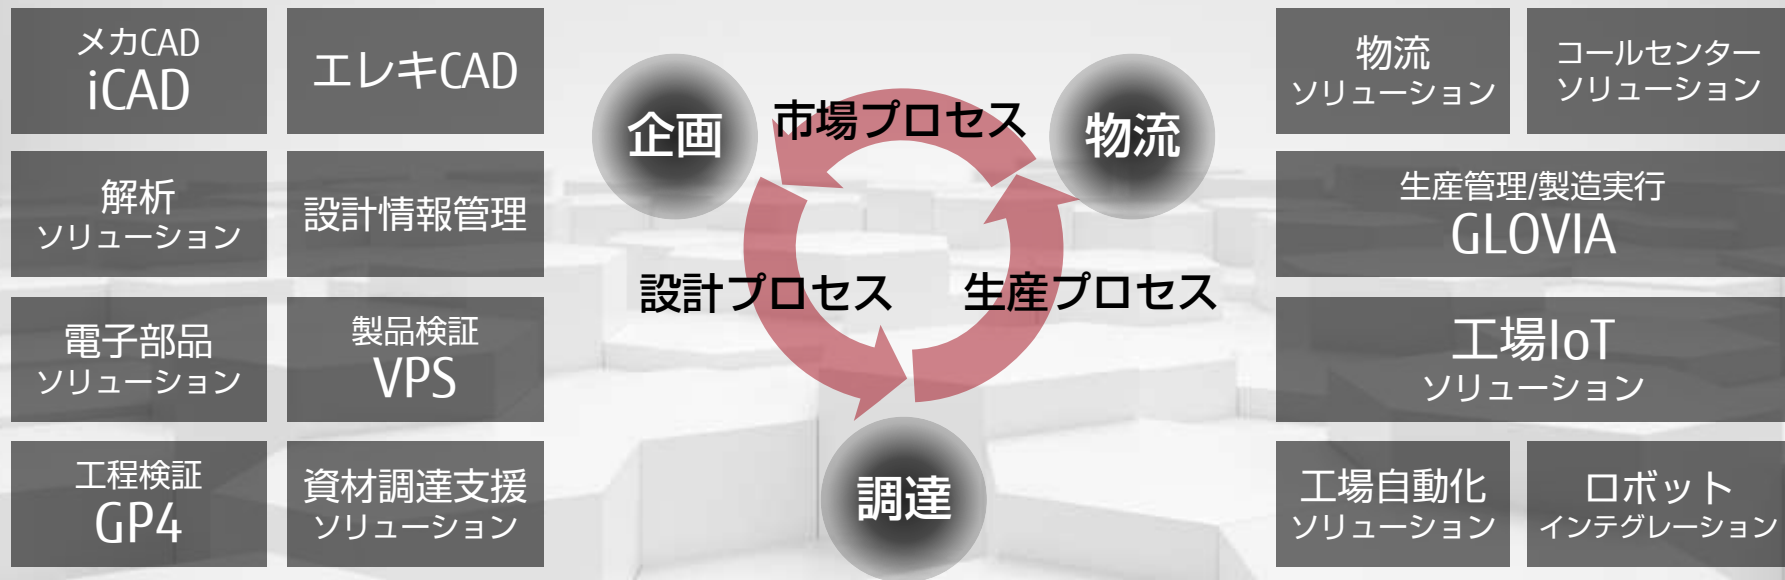 メカCAD
iCAD
エレキCAD
解析
ソリューション
設計情報管理
電子部品
ソリューション
製品検証
VPS
工程検証
GP4
資材調達支援
ソリューション
企画
市場プロセス
物流
設計プロセス
生産プロセス
調達
物流
ソリューション
コールセンター
ソリューション
生産管理/製造実行
GLOVIA
工場IoT
ソリューション
工場自動化
ソリューション
ロボット
インテグレーション